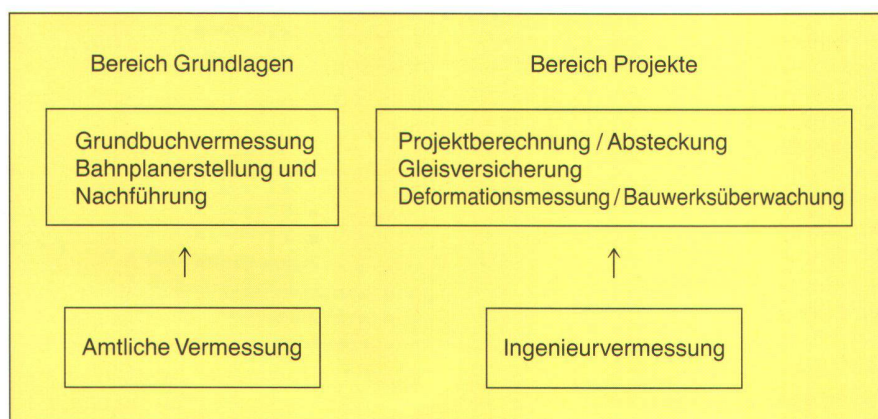 Bereich Grundlagen
Grundbuchvermessung
Bahnplanerstellung und
Nachführung
Amtliche Vermessung
Bereich Projekte
Projektberechnung / Absteckung
Gleisversicherung
Deformationsmessung / Bauwerksüberwachung
Ingenieurvermessung